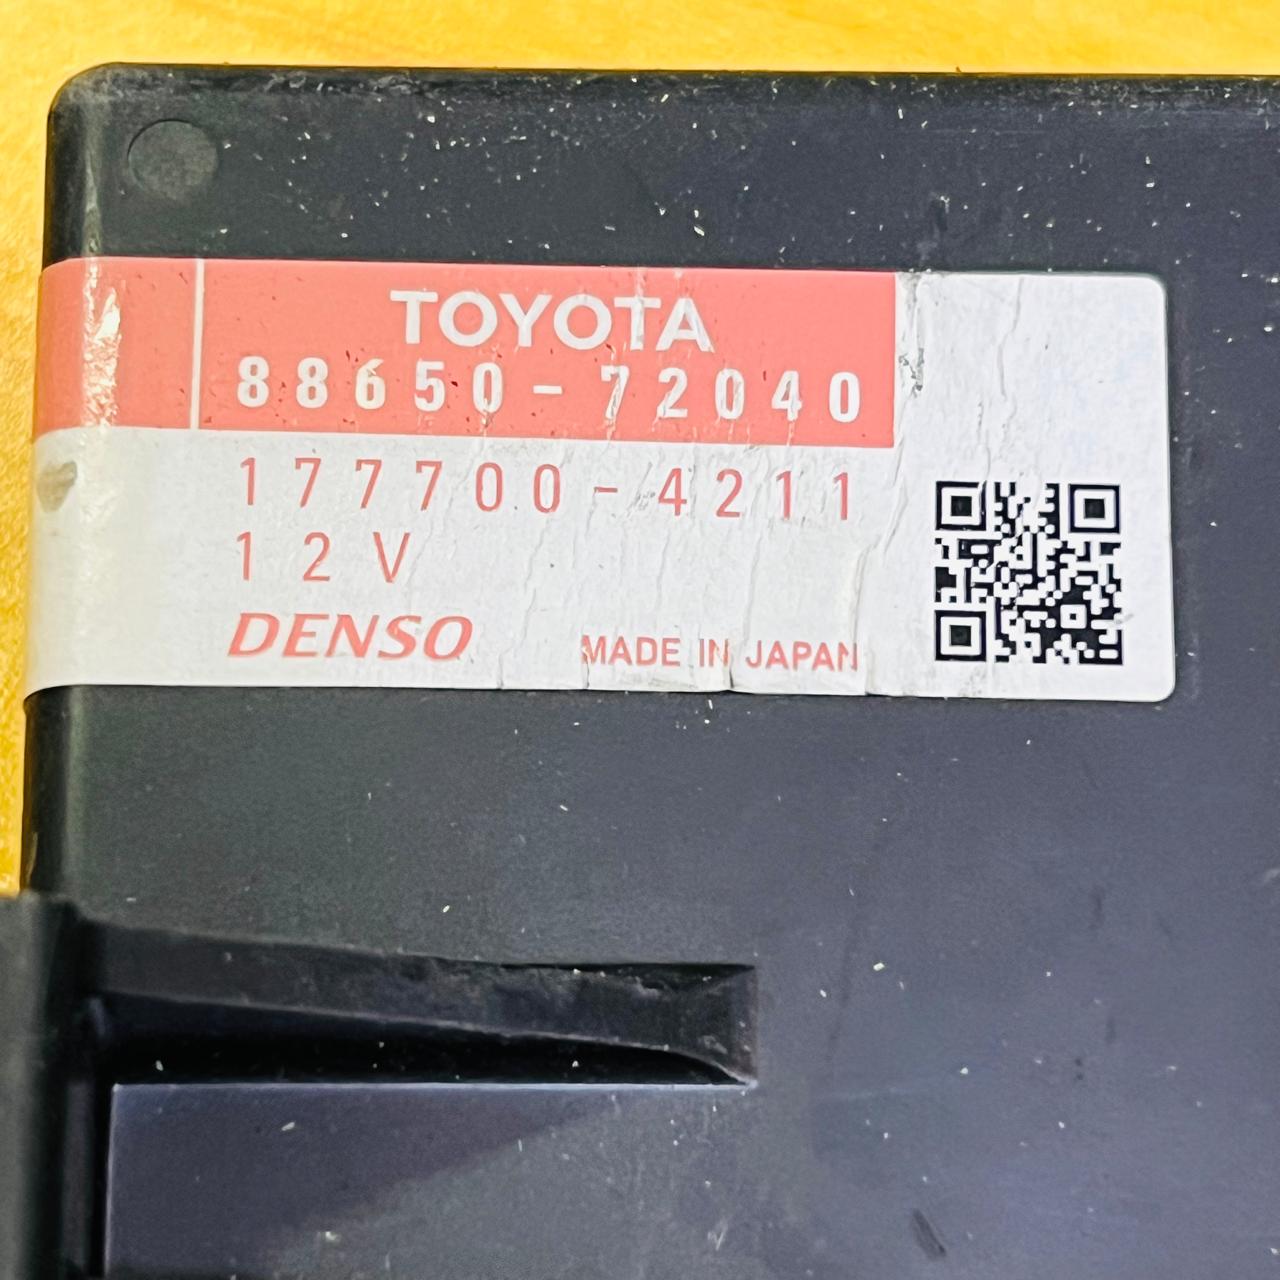 TOYOTA
88650-72040
177700-4211
12V
DENSO
MADE IN JAPAN